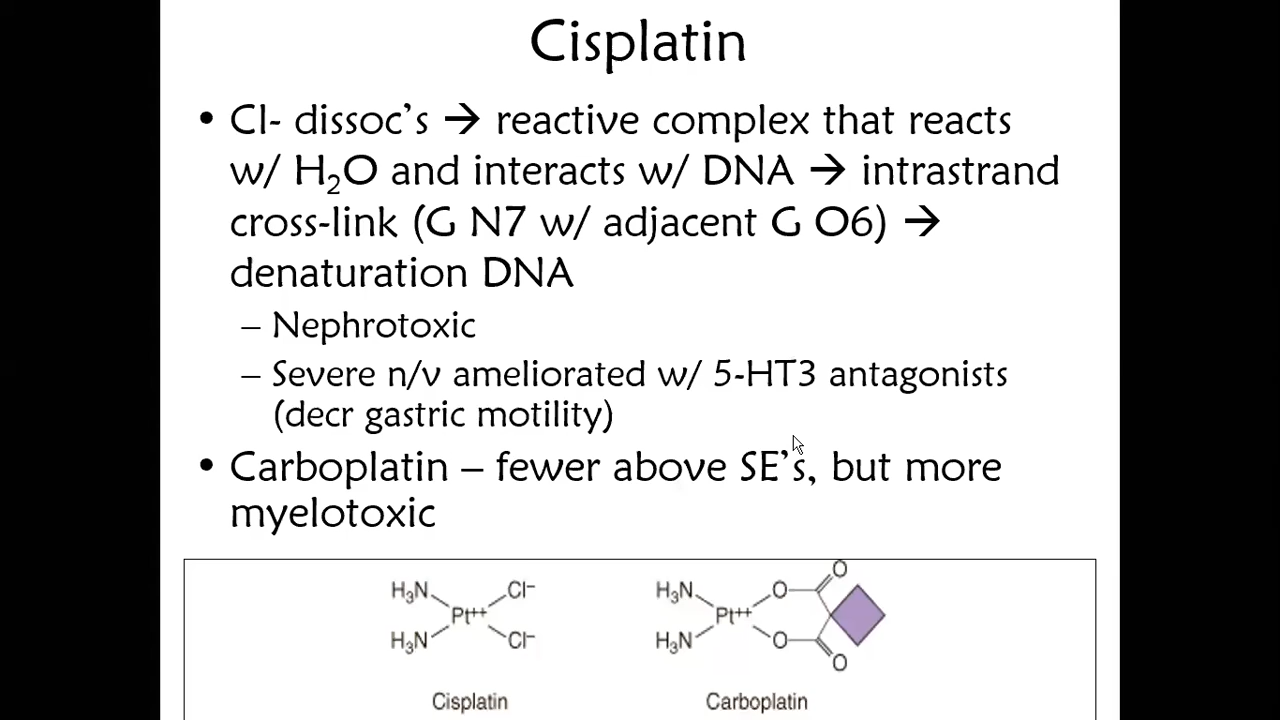 Cisplatin
• Cl- dissoc's → reactive complex that reacts
w/ H₂O and interacts w/ DNA → intrastrand
cross-link (G N7 w/ adjacent G O6) →
denaturation DNA
– Nephrotoxic
– Severe n/v ameliorated w/ 5-HT3 antagonists
(decr gastric motility)
• Carboplatin – fewer above SE's, but more
myelotoxic
H₃N Cl⁻
Pt⁺⁺
H₃N Cl⁻
Cisplatin
H₃N O O
Pt⁺⁺
H₃N O O
Carboplatin